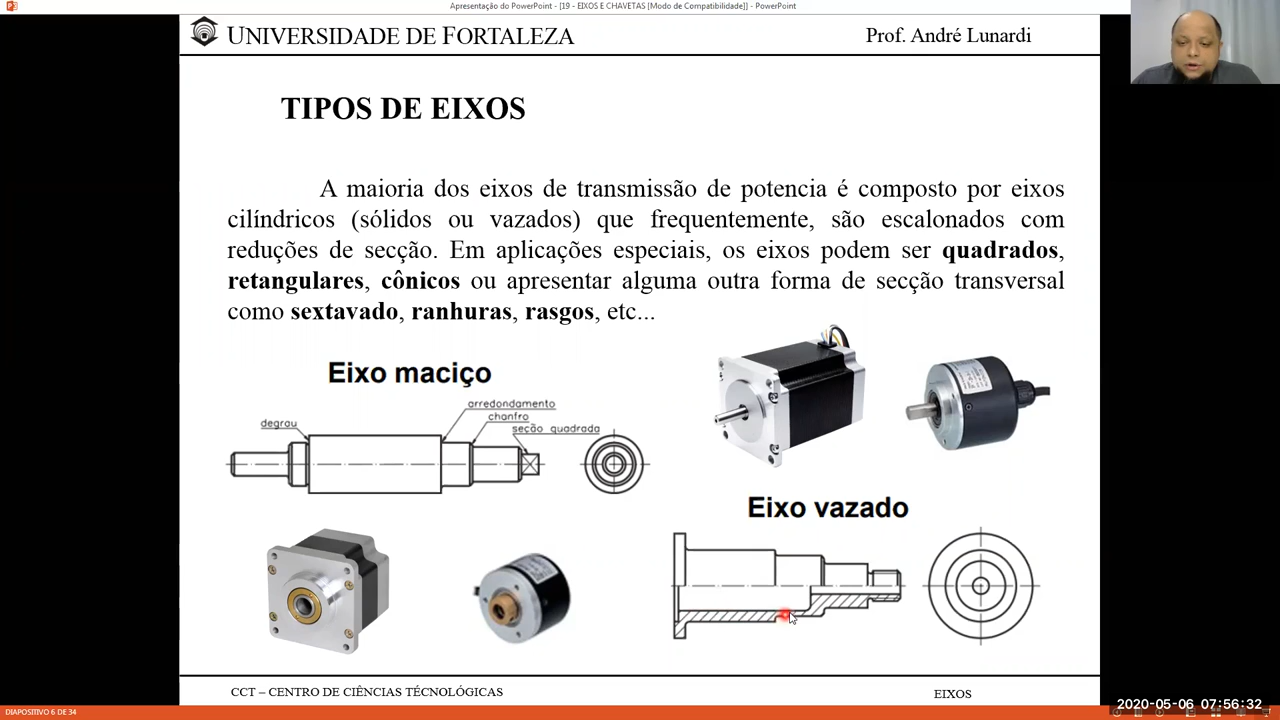 Apresentação do PowerPoint - [19 - EIXOS E CHAVETAS [Modo de Compatibilidade]] - PowerPoint
UNIVERSIDADE DE FORTALEZA
Prof. André Lunardi
TIPOS DE EIXOS
A maioria dos eixos de transmissão de potencia é composto por eixos
cilíndricos (sólidos ou vazados) que frequentemente, são escalonados com
reduções de secção. Em aplicações especiais, os eixos podem ser quadrados,
retangulares, cônicos ou apresentar alguma outra forma de secção transversal
como sextavado, ranhuras, rasgos, etc...
Eixo maciço
arredondamento
chanfro
degrau
seção quadrada
Eixo vazado
CCT – CENTRO DE CIÊNCIAS TÉCNOLÓGICAS
EIXOS
2020-05-06 07:56:32
DIAPOSITIVO 6 DE 34